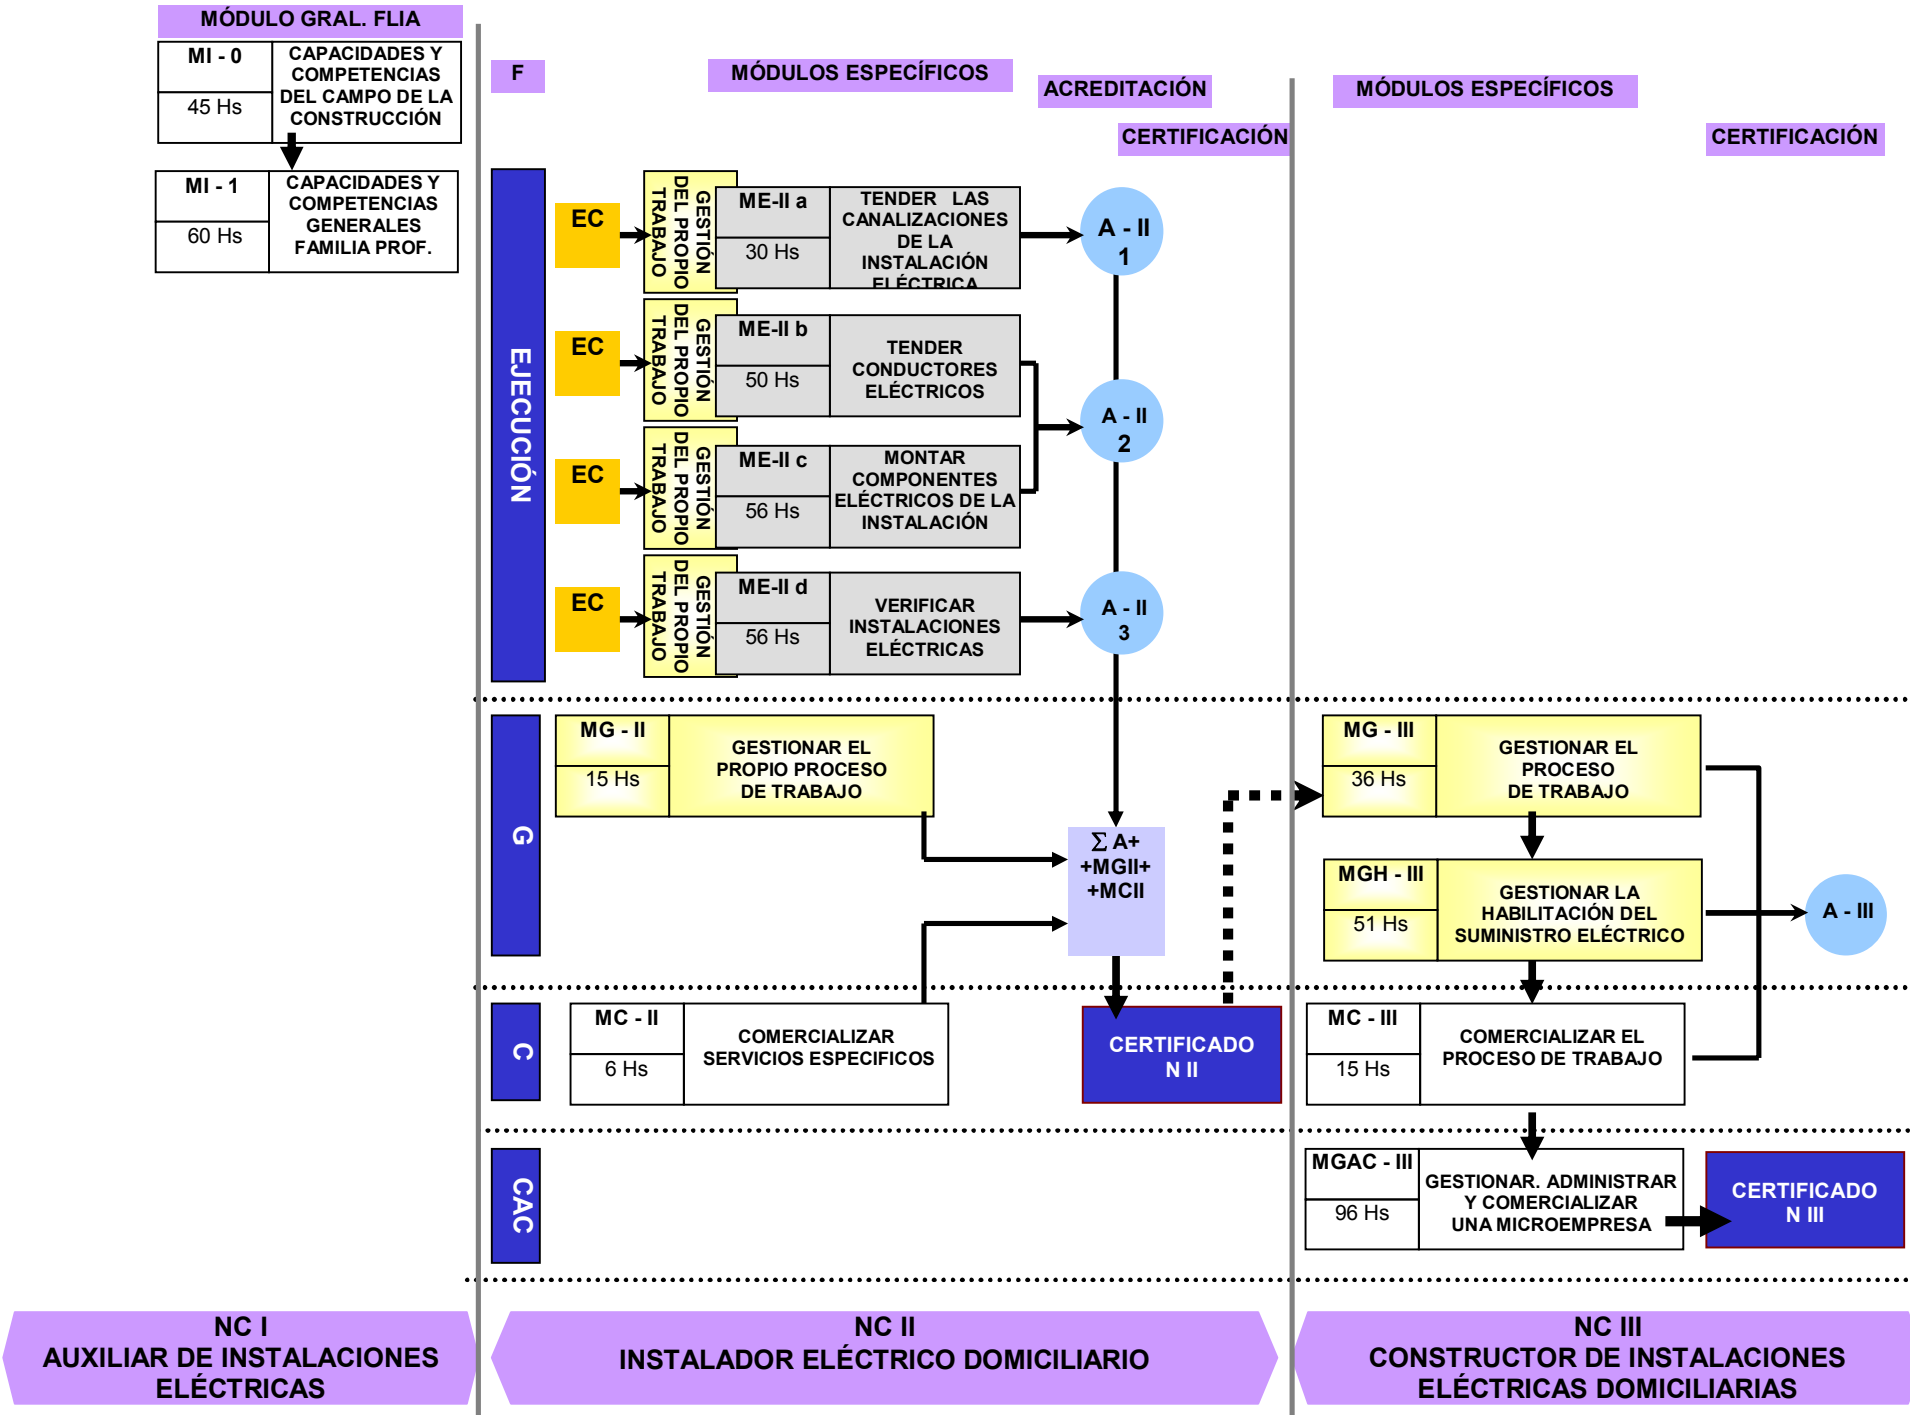 MÓDULO GRAL. FLIA
MI - 0
45 Hs
CAPACIDADES Y
COMPETENCIAS
DEL CAMPO DE LA
CONSTRUCCIÓN
MI - 1
60 Hs
CAPACIDADES Y
COMPETENCIAS
GENERALES
FAMILIA PROF.
F
MÓDULOS ESPECÍFICOS
ACREDITACIÓN
CERTIFICACIÓN
MÓDULOS ESPECÍFICOS
CERTIFICACIÓN
EJECUCIÓN
EC
GESTIÓN
DEL PROPIO
TRABAJO
ME-II a
30 Hs
TENDER LAS
CANALIZACIONES
DE LA
INSTALACIÓN
ELÉCTRICA
A - II
1
EC
GESTIÓN
DEL PROPIO
TRABAJO
ME-II b
50 Hs
TENDER
CONDUCTORES
ELÉCTRICOS
A - II
2
EC
GESTIÓN
DEL PROPIO
TRABAJO
ME-II c
56 Hs
MONTAR
COMPONENTES
ELÉCTRICOS DE LA
INSTALACIÓN
EC
GESTIÓN
DEL PROPIO
TRABAJO
ME-II d
56 Hs
VERIFICAR
INSTALACIONES
ELÉCTRICAS
A - II
3
G
MG - II
15 Hs
GESTIONAR EL
PROPIO PROCESO
DE TRABAJO
Σ A+
+MGII+
+MCII
MG - III
36 Hs
GESTIONAR EL
PROCESO
DE TRABAJO
MGH - III
51 Hs
GESTIONAR LA
HABILITACIÓN DEL
SUMINISTRO ELÉCTRICO
A - III
C
MC - II
6 Hs
COMERCIALIZAR
SERVICIOS ESPECIFICOS
CERTIFICADO
N II
MC - III
15 Hs
COMERCIALIZAR EL
PROCESO DE TRABAJO
CAC
MGAC - III
96 Hs
GESTIONAR. ADMINISTRAR
Y COMERCIALIZAR
UNA MICROEMPRESA
CERTIFICADO
N III
NC I
AUXILIAR DE INSTALACIONES
ELÉCTRICAS
NC II
INSTALADOR ELÉCTRICO DOMICILIARIO
NC III
CONSTRUCTOR DE INSTALACIONES
ELÉCTRICAS DOMICILIARIAS